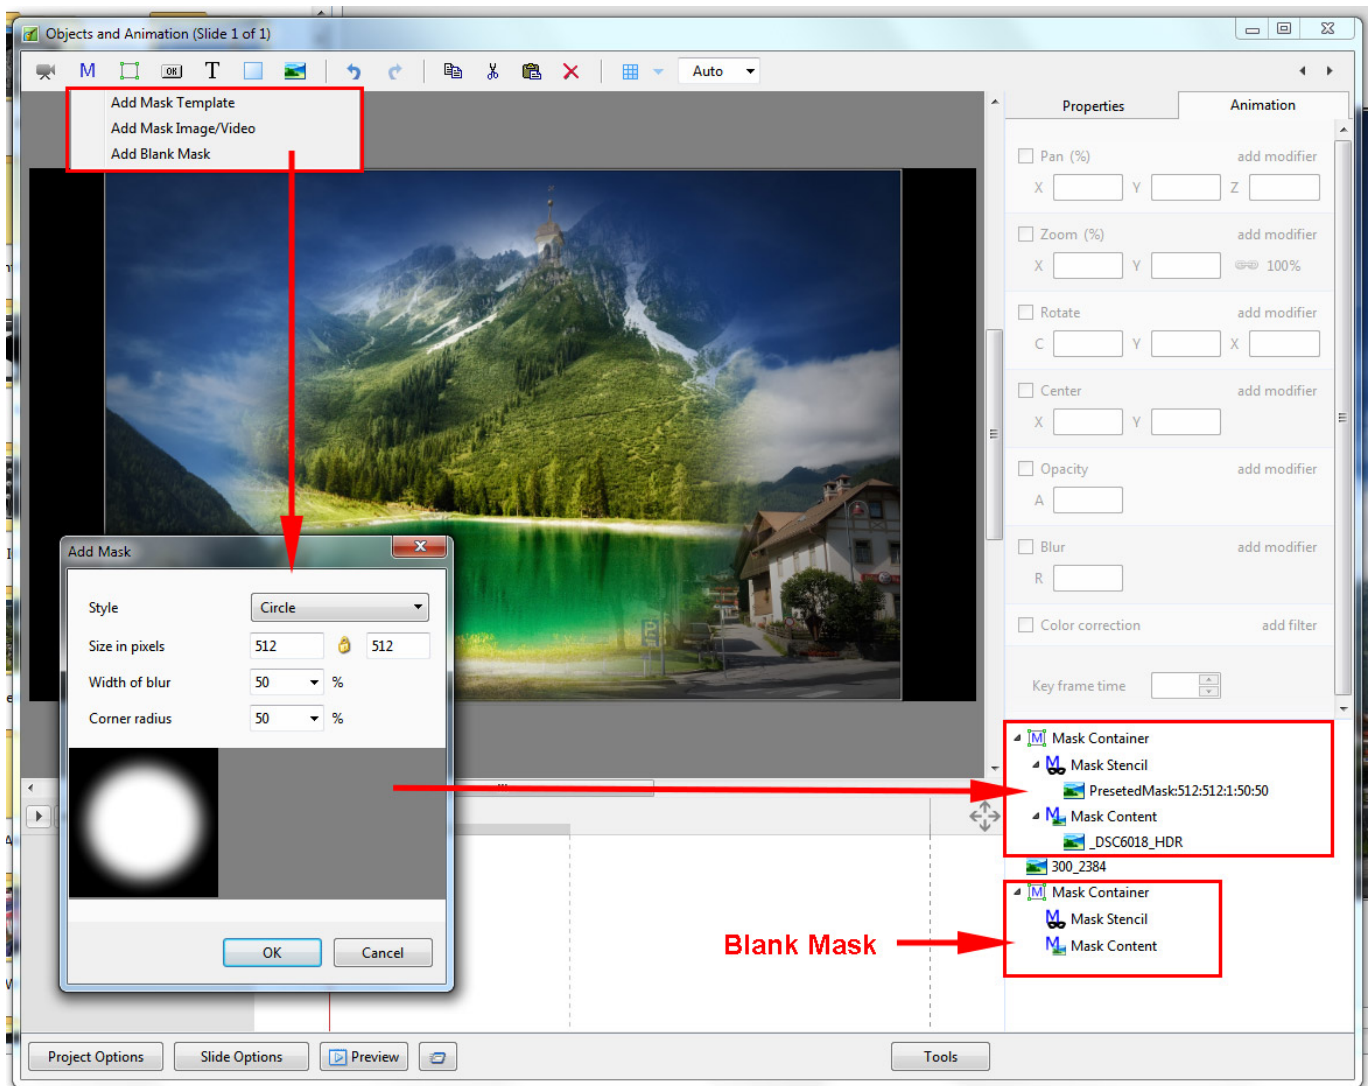 Objects and Animation (Slide 1 of 1)
M OK T Auto
Add Mask Template
Add Mask Image/Video
Add Blank Mask
Properties Animation
Pan (%) add modifier
X Y Z
Zoom (%) add modifier
X Y 100%
Rotate add modifier
C Y X
Center add modifier
X Y
Opacity add modifier
A
Blur add modifier
R
Color correction add filter
Key frame time
Add Mask
Style Circle
Size in pixels 512 512
Width of blur 50 %
Corner radius 50 %
OK Cancel
M Mask Container
M Mask Stencil
PresetedMask:512:512:1:50:50
M Mask Content
_DSC6018_HDR
300_2384
M Mask Container
M Mask Stencil
M Mask Content
Blank Mask
Project Options Slide Options Preview Tools